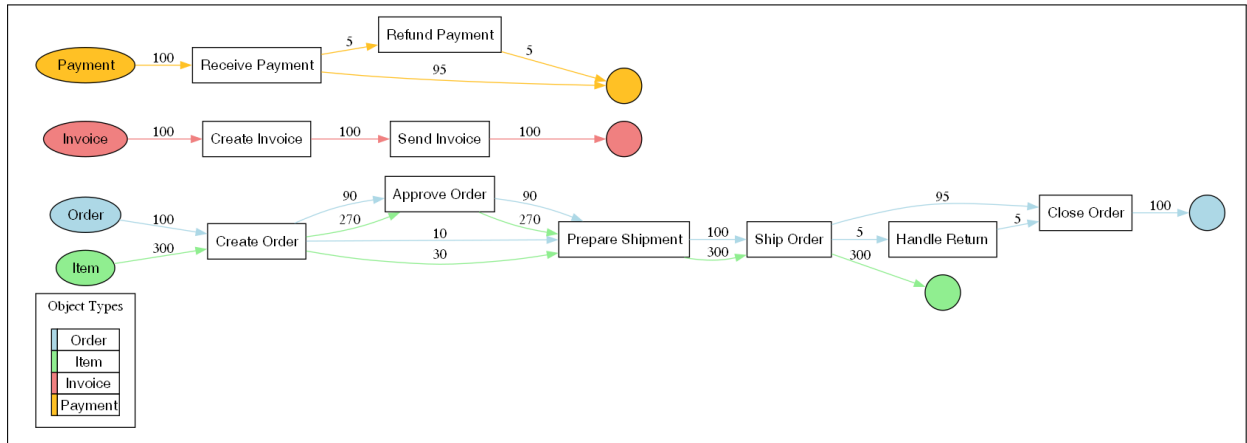 Refund Payment
5
5
Payment
100
Receive Payment
95
Invoice
100
Create Invoice
100
Send Invoice
100
Order
100
Create Order
90
Approve Order
90
270
270
10
30
Prepare Shipment
100
300
Ship Order
95
5
Handle Return
5
Close Order
100
300
Item
300
Object Types
Order
Item
Invoice
Payment